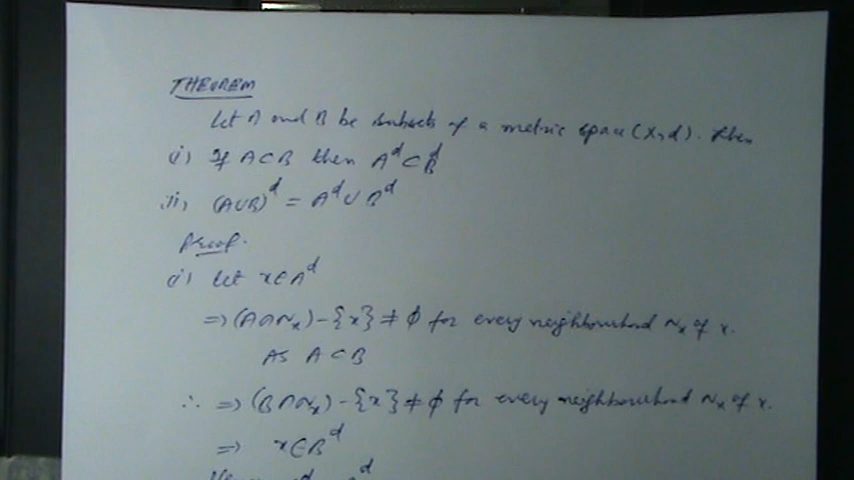 THEOREM
Let A and B be subsets of a metric space (X,d). Then
(i) If A⊂B then A^d ⊂ B^d
(ii) (A∪B)^d = A^d ∪ B^d
Proof.
(i) Let x∈A^d
⇒ (A∩N_x) – {x} ≠ ϕ for every neighbourhood N_x of x.
As A⊂B
∴ ⇒ (B∩N_x) – {x} ≠ ϕ for every neighbourhood N_x of x.
⇒ x∈B^d